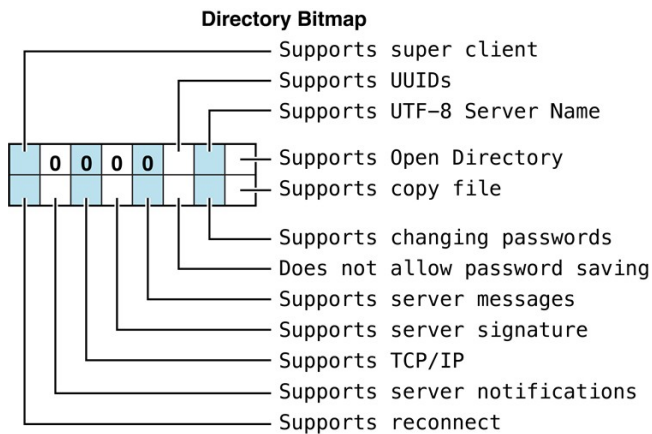 Directory Bitmap
Supports super client
Supports UUIDs
Supports UTF-8 Server Name
0 0 0 0
Supports Open Directory
Supports copy file
Supports changing passwords
Does not allow password saving
Supports server messages
Supports server signature
Supports TCP/IP
Supports server notifications
Supports reconnect